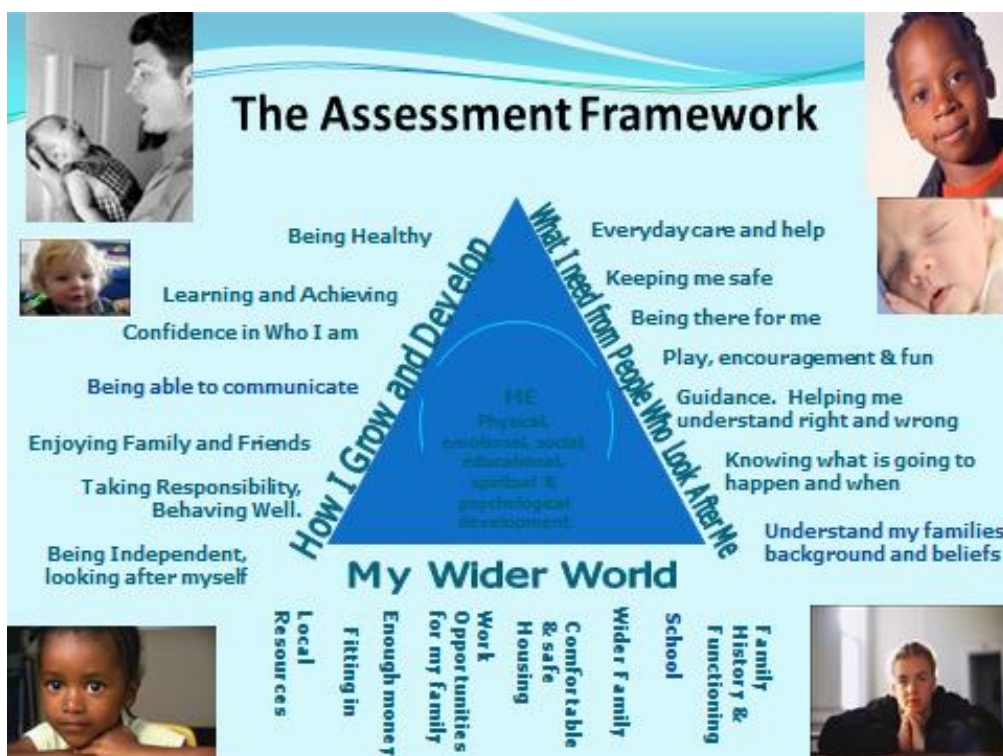 The Assessment Framework
Being Healthy
Learning and Achieving
Confidence in Who I am
Being able to communicate
Enjoying Family and Friends
Taking Responsibility,
Behaving Well.
Being Independent,
looking after myself
How I Grow and Develop
What I need from People Who Look After Me
Everyday care and help
Keeping me safe
Being there for me
Play, encouragement & fun
Guidance. Helping me
understand right and wrong
Knowing what is going to
happen and when
Understand my families
background and beliefs
ME
Physical,
emotional, social,
educational,
spiritual &
psychological
development
My Wider World
Local
Resources
Fitting in
Enough money
for my family
Work
Opportunities
Comfortable
& safe
Housing
Wider Family
School
Family
History &
Functioning